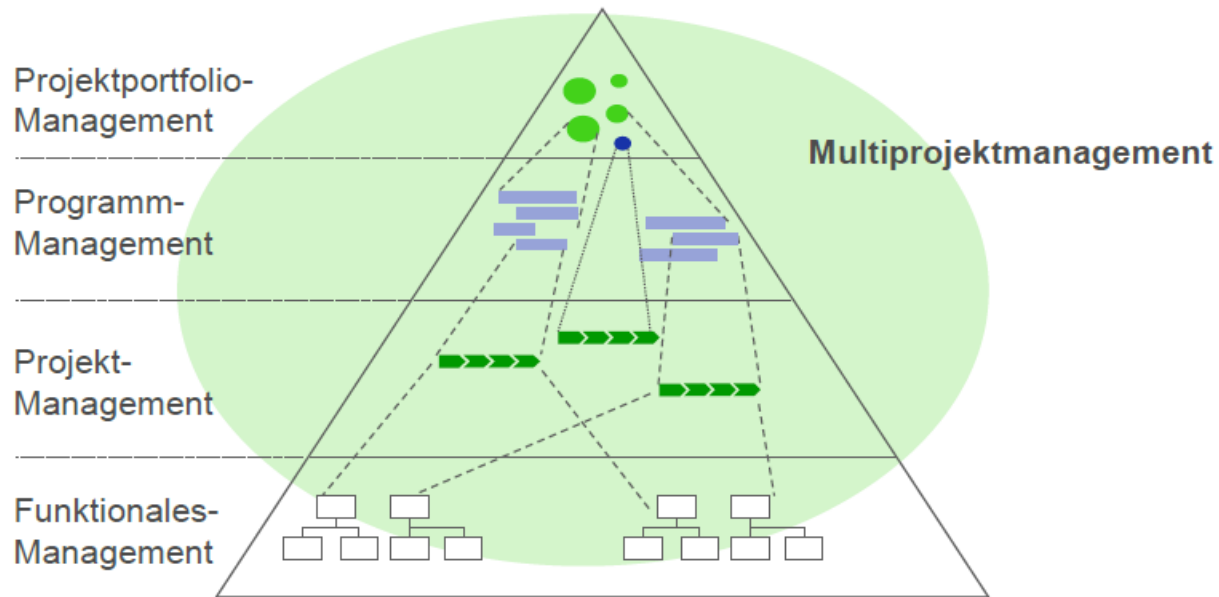 Projektportfolio-
Management
Multiprojektmanagement
Programm-
Management
Projekt-
Management
Funktionales-
Management